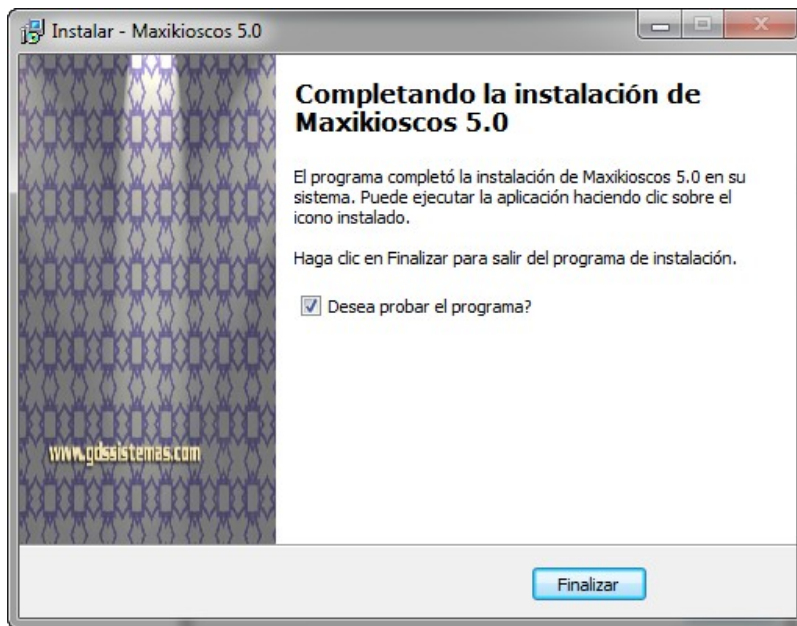 Instalar - Maxikioscos 5.0
Completando la instalación de
Maxikioscos 5.0
El programa completó la instalación de Maxikioscos 5.0 en su
sistema. Puede ejecutar la aplicación haciendo clic sobre el
icono instalado.
Haga clic en Finalizar para salir del programa de instalación.
Desea probar el programa?
www.gdssistemas.com
Finalizar